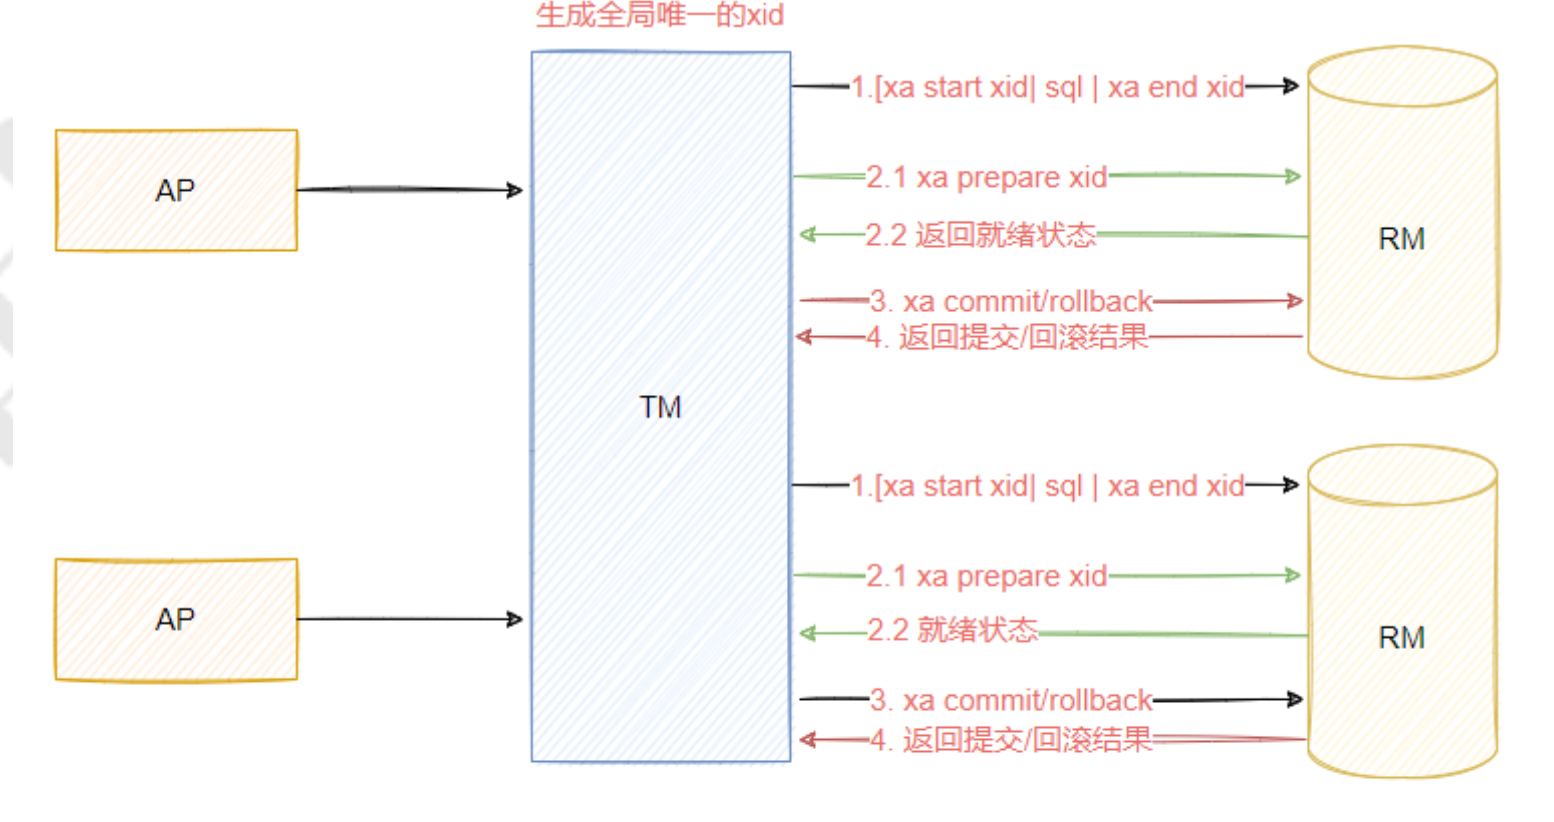 生成全局唯一的xid
1.[xa start xid| sql | xa end xid
AP
2.1 xa prepare xid
2.2 返回就绪状态
RM
3. xa commit/rollback
4. 返回提交/回滚结果
TM
1.[xa start xid| sql | xa end xid
2.1 xa prepare xid
AP
2.2 就绪状态
RM
3. xa commit/rollback
4. 返回提交/回滚结果